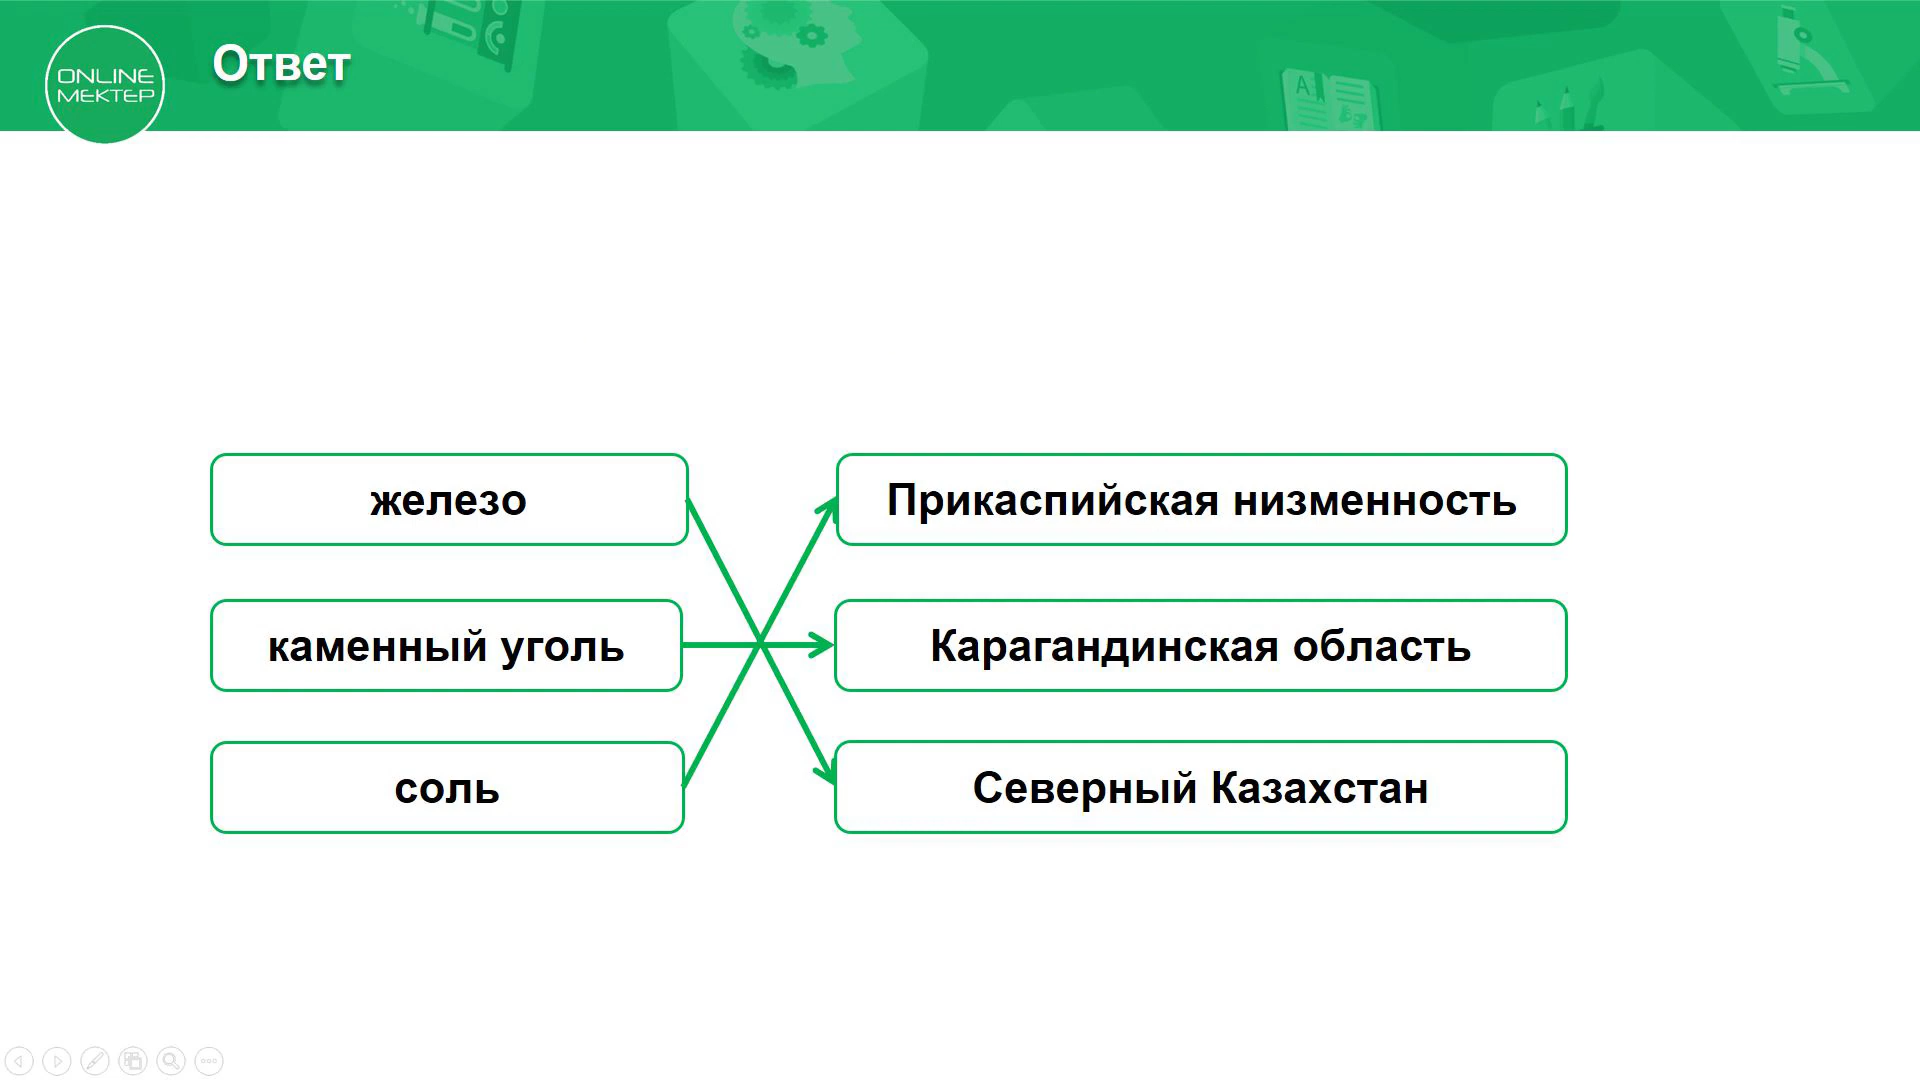 ONLINE
МЕКТЕР
Ответ
железо
Прикаспийская низменность
каменный уголь
Карагандинская область
соль
Северный Казахстан